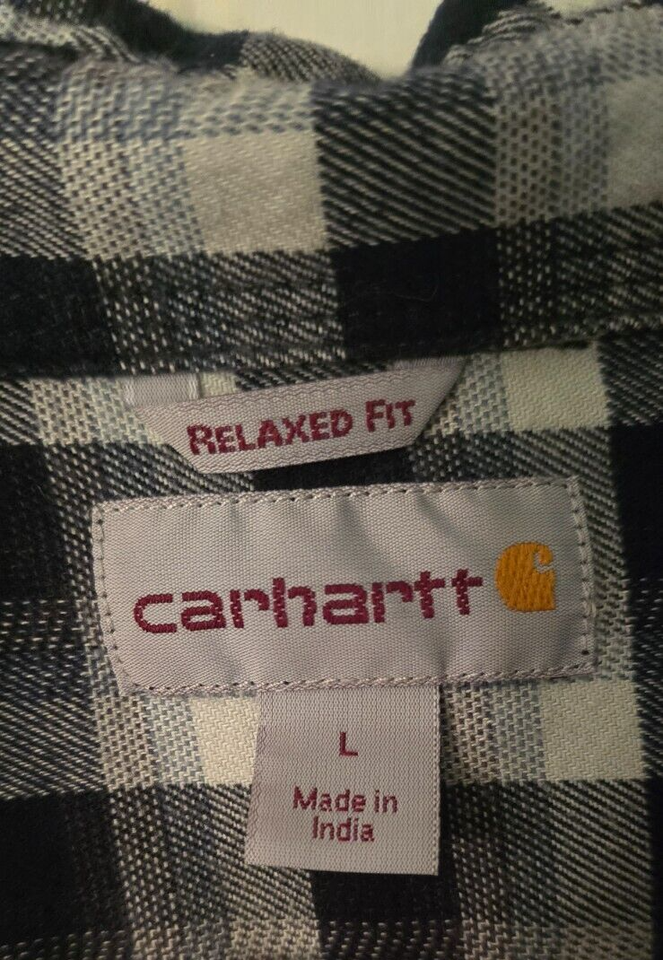 RELAXED FIT
carhartt
L
Made in
India